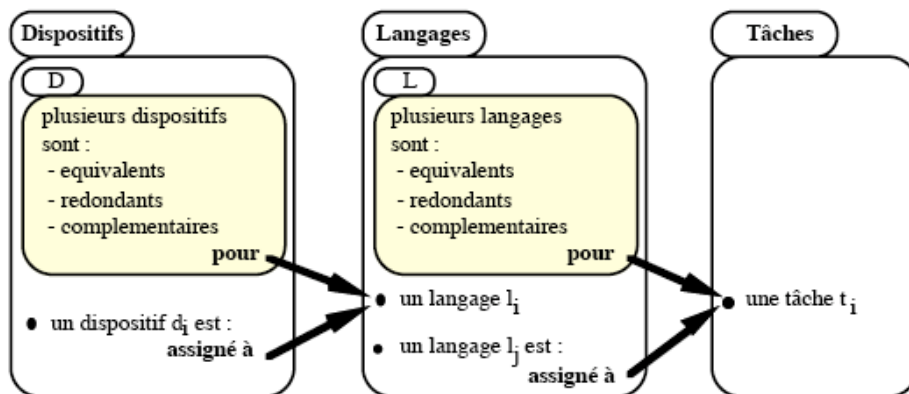 Dispositifs
D
plusieurs dispositifs
sont :
- equivalents
- redondants
- complementaires
pour
un dispositif di est :
assigné à
Langages
L
plusieurs langages
sont :
- equivalents
- redondants
- complementaires
pour
un langage li
un langage lj est :
assigné à
Tâches
une tâche ti